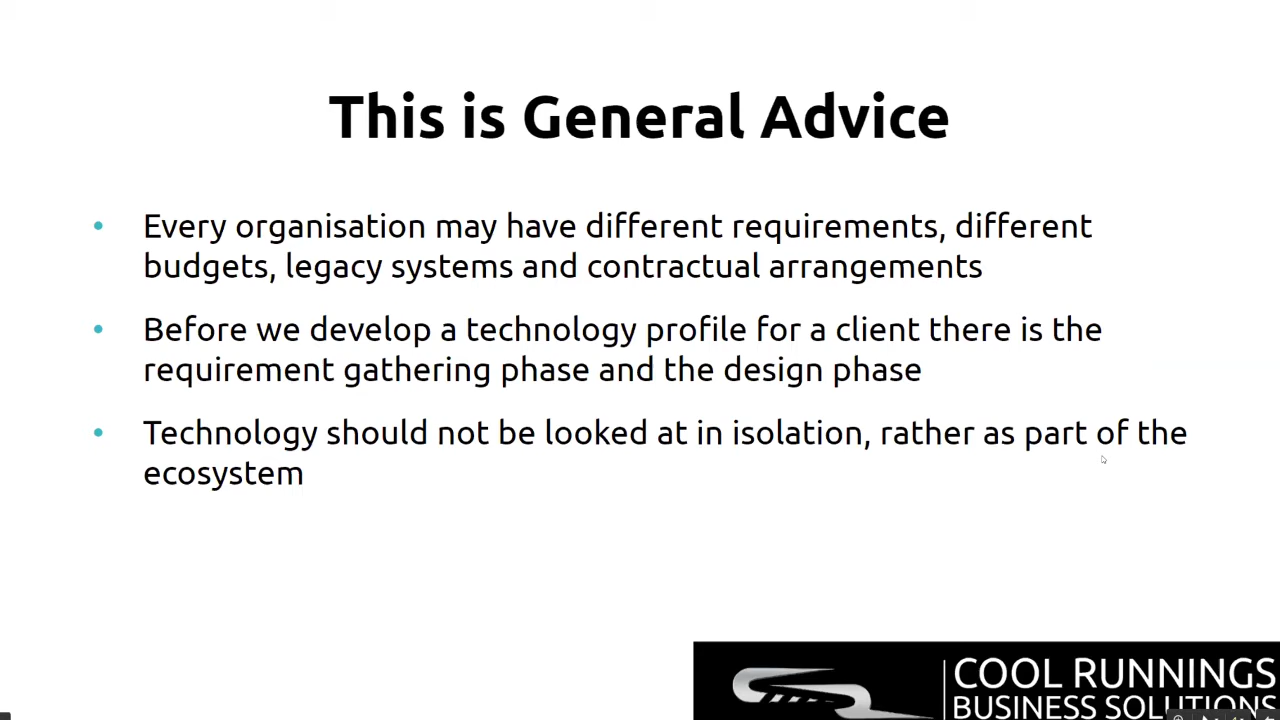 This is General Advice
• Every organisation may have different requirements, different
budgets, legacy systems and contractual arrangements
• Before we develop a technology profile for a client there is the
requirement gathering phase and the design phase
• Technology should not be looked at in isolation, rather as part of the
ecosystem
COOL RUNNINGS
BUSINESS SOLUTIONS